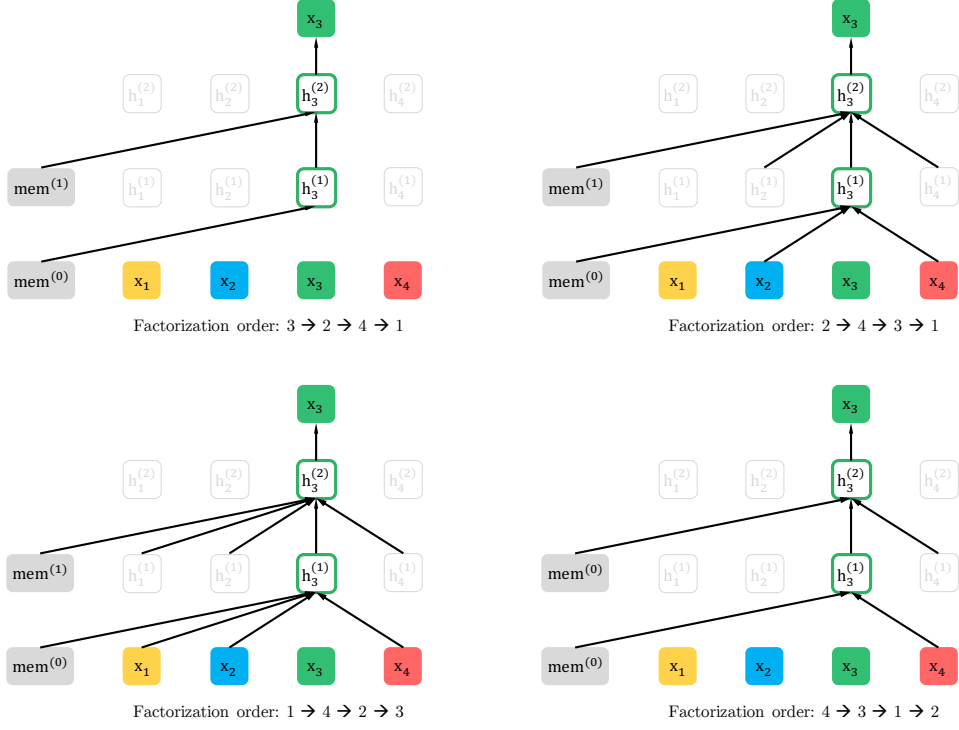 x₃
h₁⁽²⁾ h₂⁽²⁾ h₃⁽²⁾ h₄⁽²⁾
mem⁽¹⁾ h₁⁽¹⁾ h₂⁽¹⁾ h₃⁽¹⁾ h₄⁽¹⁾
mem⁽⁰⁾ x₁ x₂ x₃ x₄
Factorization order: 3 → 2 → 4 → 1
x₃
h₁⁽²⁾ h₂⁽²⁾ h₃⁽²⁾ h₄⁽²⁾
mem⁽¹⁾ h₁⁽¹⁾ h₂⁽¹⁾ h₃⁽¹⁾ h₄⁽¹⁾
mem⁽⁰⁾ x₁ x₂ x₃ x₄
Factorization order: 2 → 4 → 3 → 1
x₃
h₁⁽²⁾ h₂⁽²⁾ h₃⁽²⁾ h₄⁽²⁾
mem⁽¹⁾ h₁⁽¹⁾ h₂⁽¹⁾ h₃⁽¹⁾ h₄⁽¹⁾
mem⁽⁰⁾ x₁ x₂ x₃ x₄
Factorization order: 1 → 4 → 2 → 3
x₃
h₁⁽²⁾ h₂⁽²⁾ h₃⁽²⁾ h₄⁽²⁾
mem⁽⁰⁾ h₁⁽¹⁾ h₂⁽¹⁾ h₃⁽¹⁾ h₄⁽¹⁾
mem⁽⁰⁾ x₁ x₂ x₃ x₄
Factorization order: 4 → 3 → 1 → 2